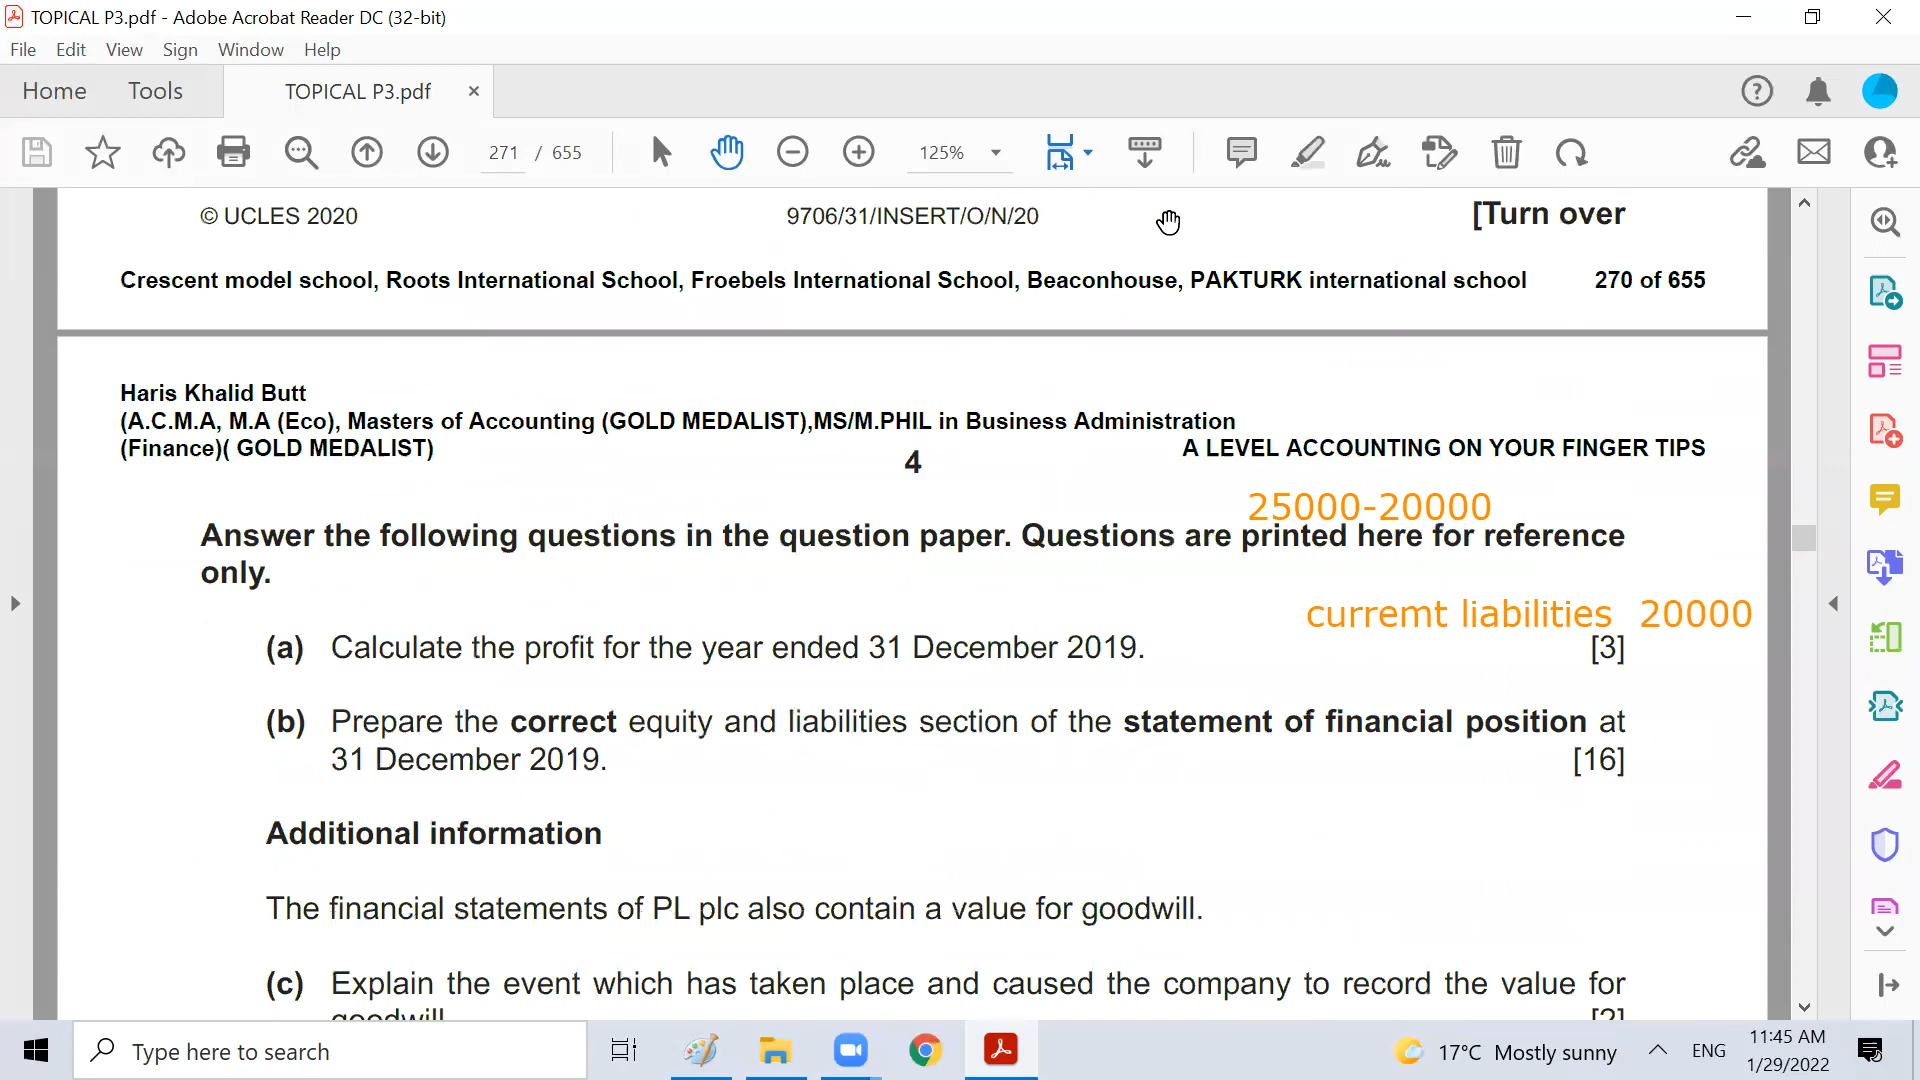 TOPICAL P3.pdf - Adobe Acrobat Reader DC (32-bit)
File Edit View Sign Window Help
Home Tools TOPICAL P3.pdf ×
271 / 655 125%
© UCLES 2020 9706/31/INSERT/O/N/20 [Turn over
Crescent model school, Roots International School, Froebels International School, Beaconhouse, PAKTURK international school 270 of 655
Haris Khalid Butt
(A.C.M.A, M.A (Eco), Masters of Accounting (GOLD MEDALIST),MS/M.PHIL in Business Administration
(Finance)( GOLD MEDALIST) A LEVEL ACCOUNTING ON YOUR FINGER TIPS
4
25000-20000
Answer the following questions in the question paper. Questions are printed here for reference
only.
curremt liabilities 20000
(a) Calculate the profit for the year ended 31 December 2019. [3]
(b) Prepare the correct equity and liabilities section of the statement of financial position at
31 December 2019. [16]
Additional information
The financial statements of PL plc also contain a value for goodwill.
(c) Explain the event which has taken place and caused the company to record the value for
goodwill [2]
Type here to search
17°C Mostly sunny ENG 11:45 AM
1/29/2022